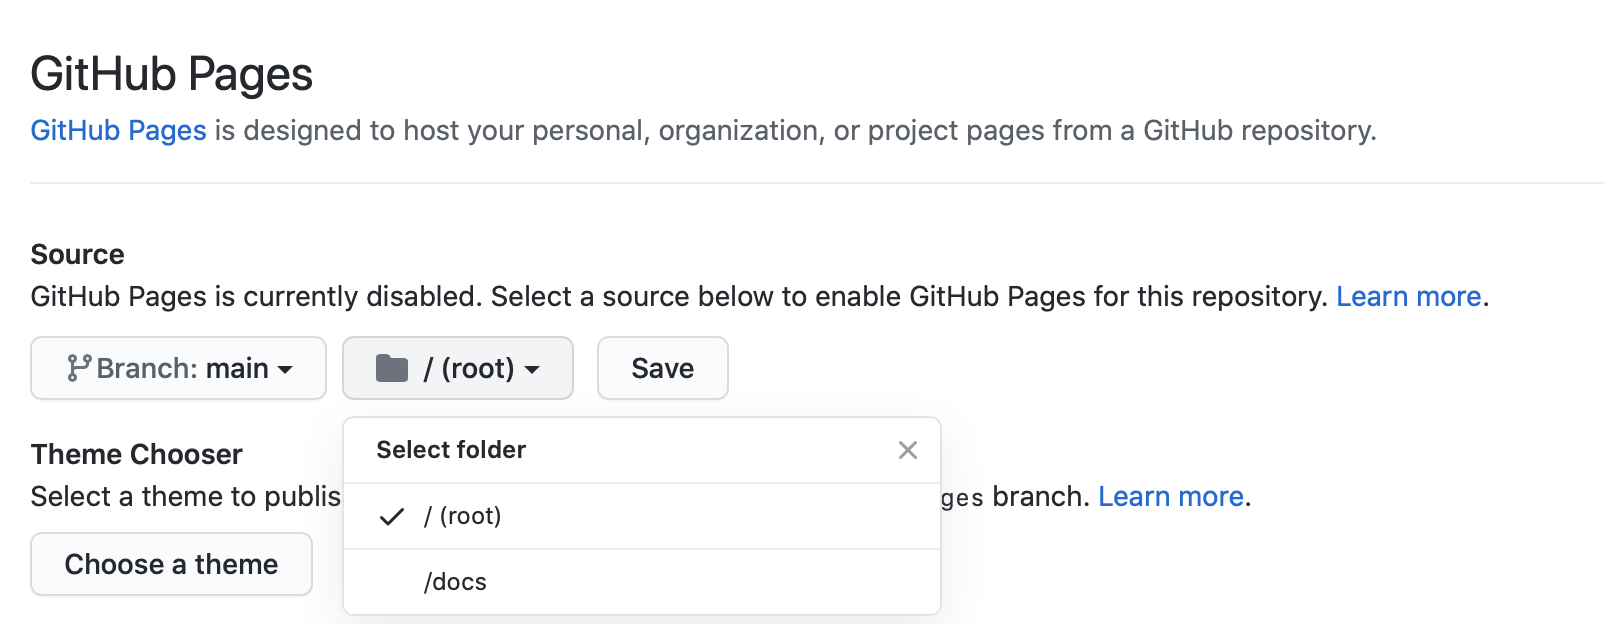 GitHub Pages
GitHub Pages is designed to host your personal, organization, or project pages from a GitHub repository.
Source
GitHub Pages is currently disabled. Select a source below to enable GitHub Pages for this repository. Learn more.
Branch: main / (root) Save
Select folder
/ (root)
/docs
Theme Chooser
Select a theme to publis ges branch. Learn more.
Choose a theme